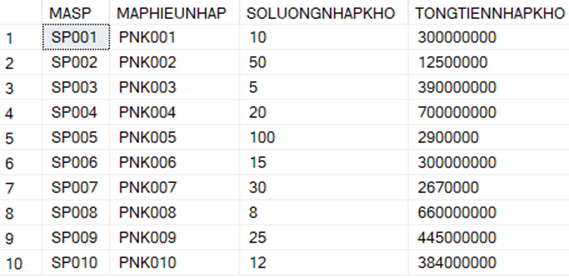 MASP MAPHIEUNHAP SOLUONGNHAPKHO TONGTIENNHAPKHO
1 SP001 PNK001 10 300000000
2 SP002 PNK002 50 12500000
3 SP003 PNK003 5 390000000
4 SP004 PNK004 20 700000000
5 SP005 PNK005 100 2900000
6 SP006 PNK006 15 300000000
7 SP007 PNK007 30 2670000
8 SP008 PNK008 8 660000000
9 SP009 PNK009 25 445000000
10 SP010 PNK010 12 384000000